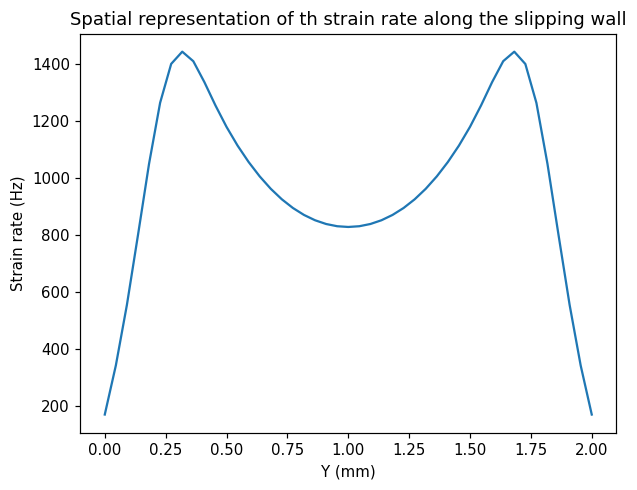 Spatial representation of th strain rate along the slipping wall
1400
1200
1000
800
600
400
200
Strain rate (Hz)
0.00 0.25 0.50 0.75 1.00 1.25 1.50 1.75 2.00
Y (mm)